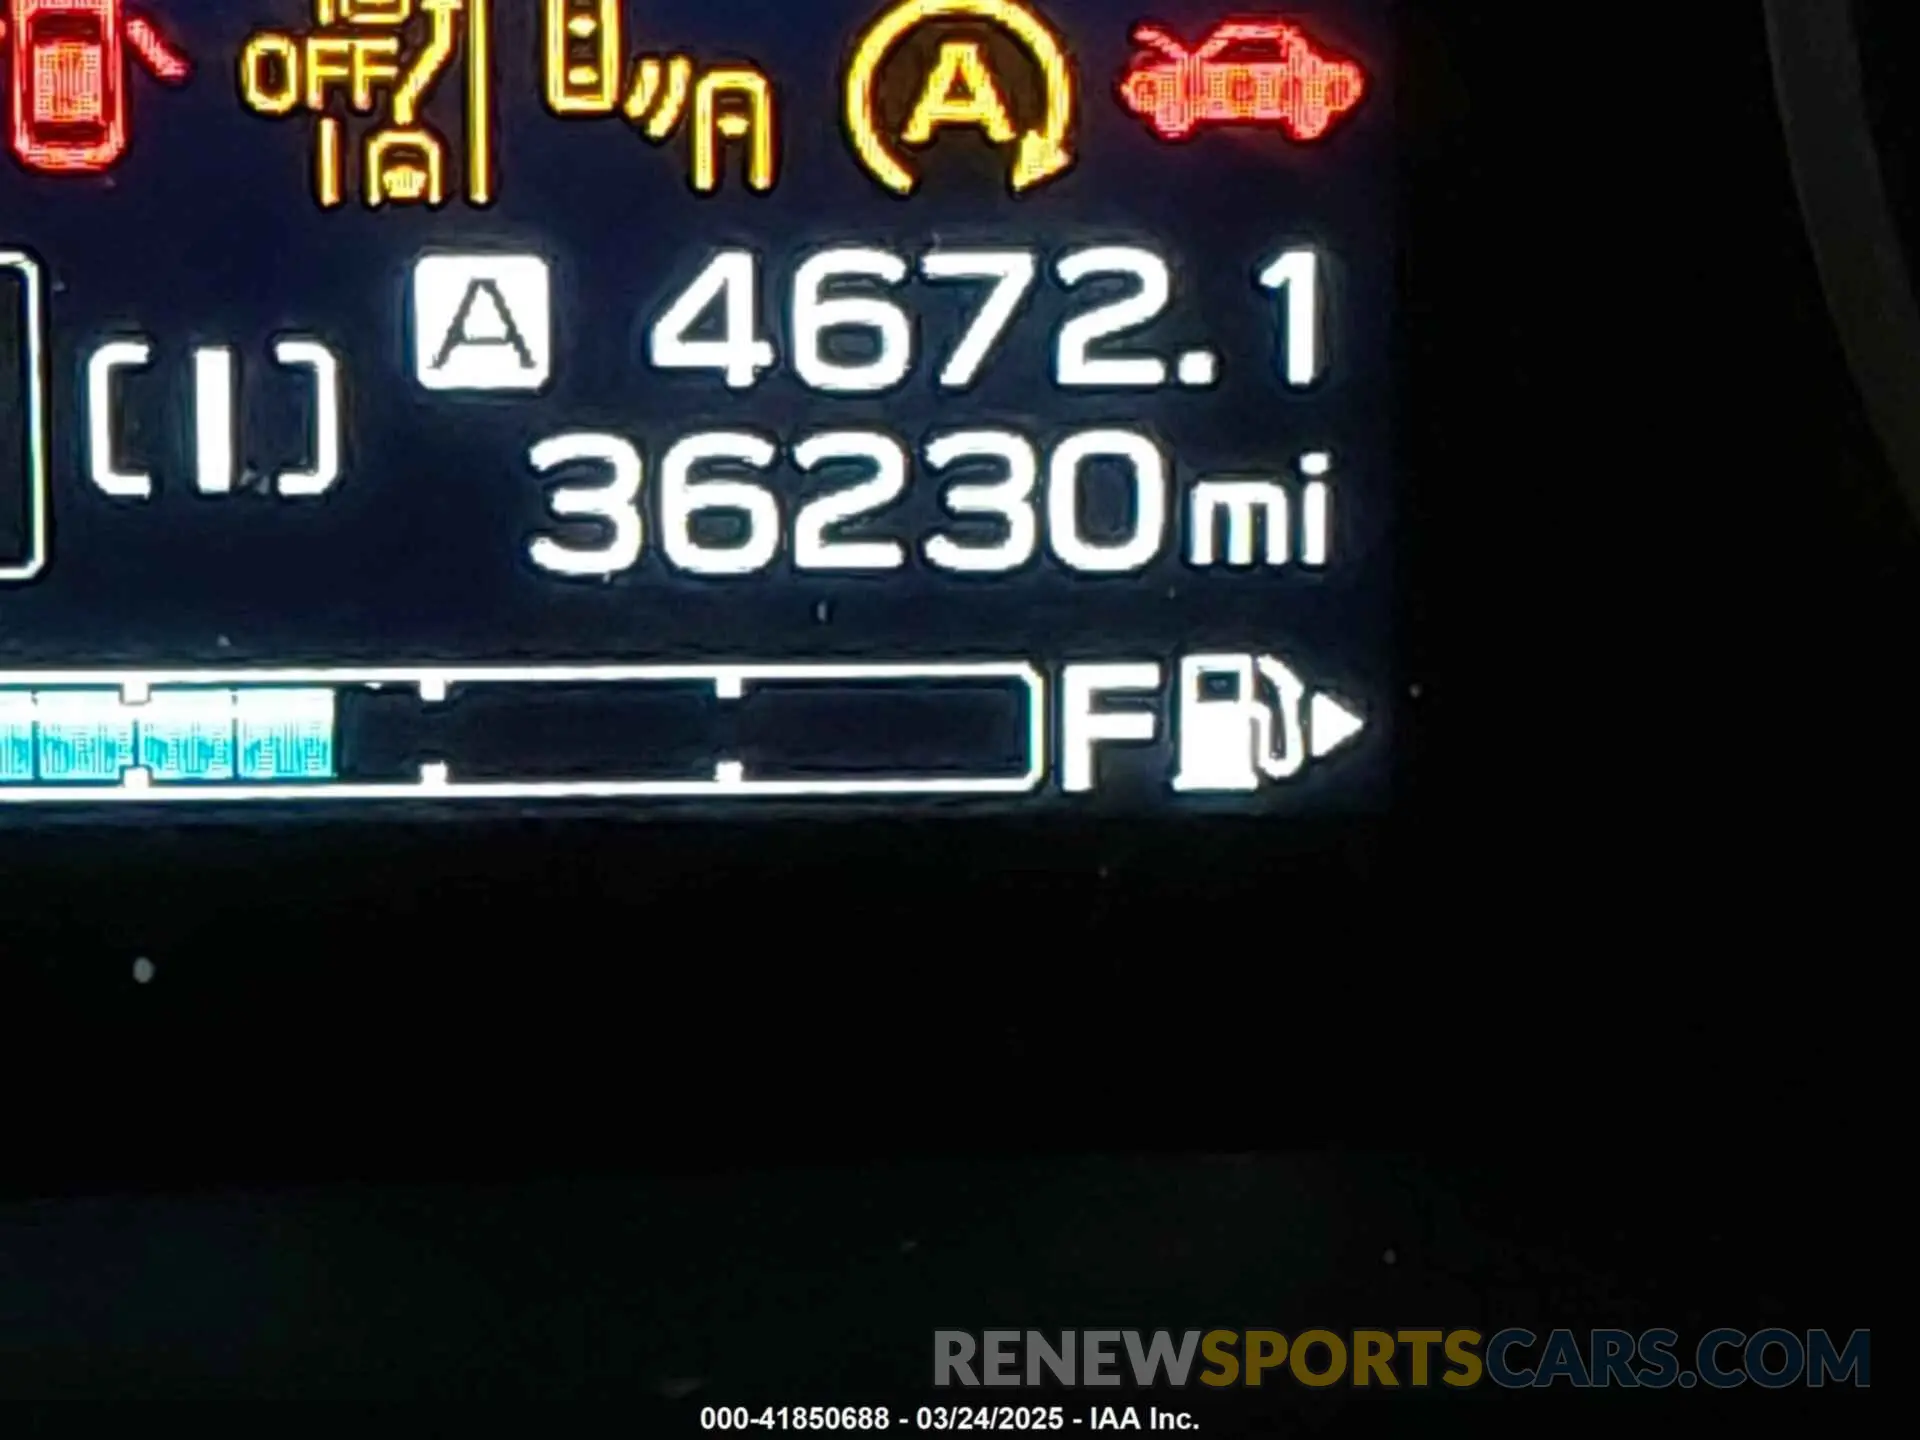 OFF
A
A 4672.1
36230mi
F
RENEWSPORTSCARS.COM
000-41850688 - 03/24/2025 - IAA Inc.